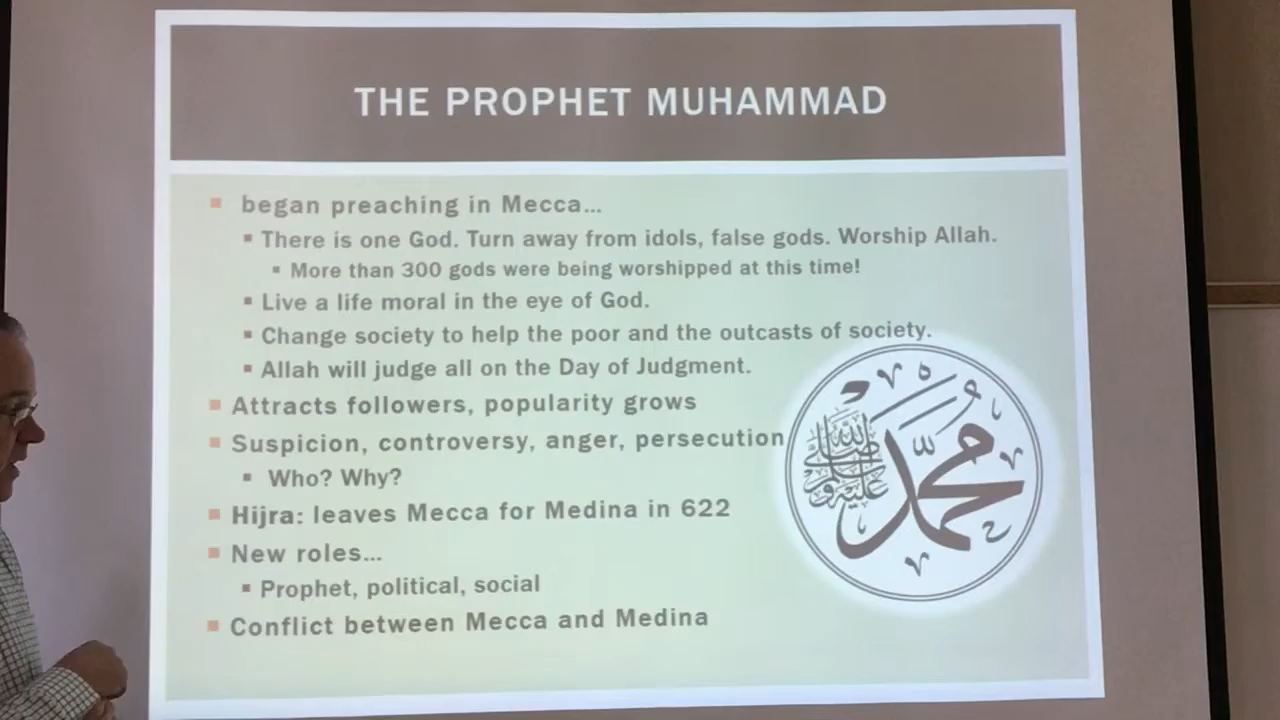 THE PROPHET MUHAMMAD
began preaching in Mecca...
There is one God. Turn away from idols, false gods. Worship Allah.
More than 300 gods were being worshipped at this time!
Live a life moral in the eye of God.
Change society to help the poor and the outcasts of society.
Allah will judge all on the Day of Judgment.
Attracts followers, popularity grows
Suspicion, controversy, anger, persecution
Who? Why?
Hijra: leaves Mecca for Medina in 622
New roles...
Prophet, political, social
Conflict between Mecca and Medina
محمد
صلى الله عليه وسلم